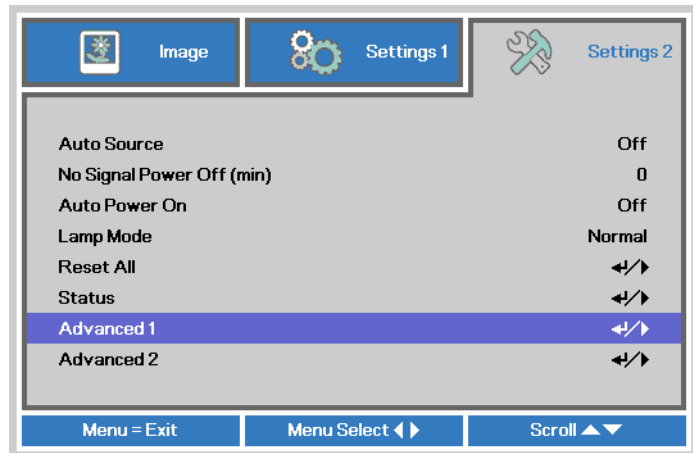 Image Settings 1 Settings 2
Auto Source Off
No Signal Power Off (min) 0
Auto Power On Off
Lamp Mode Normal
Reset All ↵/▶
Status ↵/▶
Advanced 1 ↵/▶
Advanced 2 ↵/▶
Menu = Exit Menu Select ◀▶ Scroll ▲▼